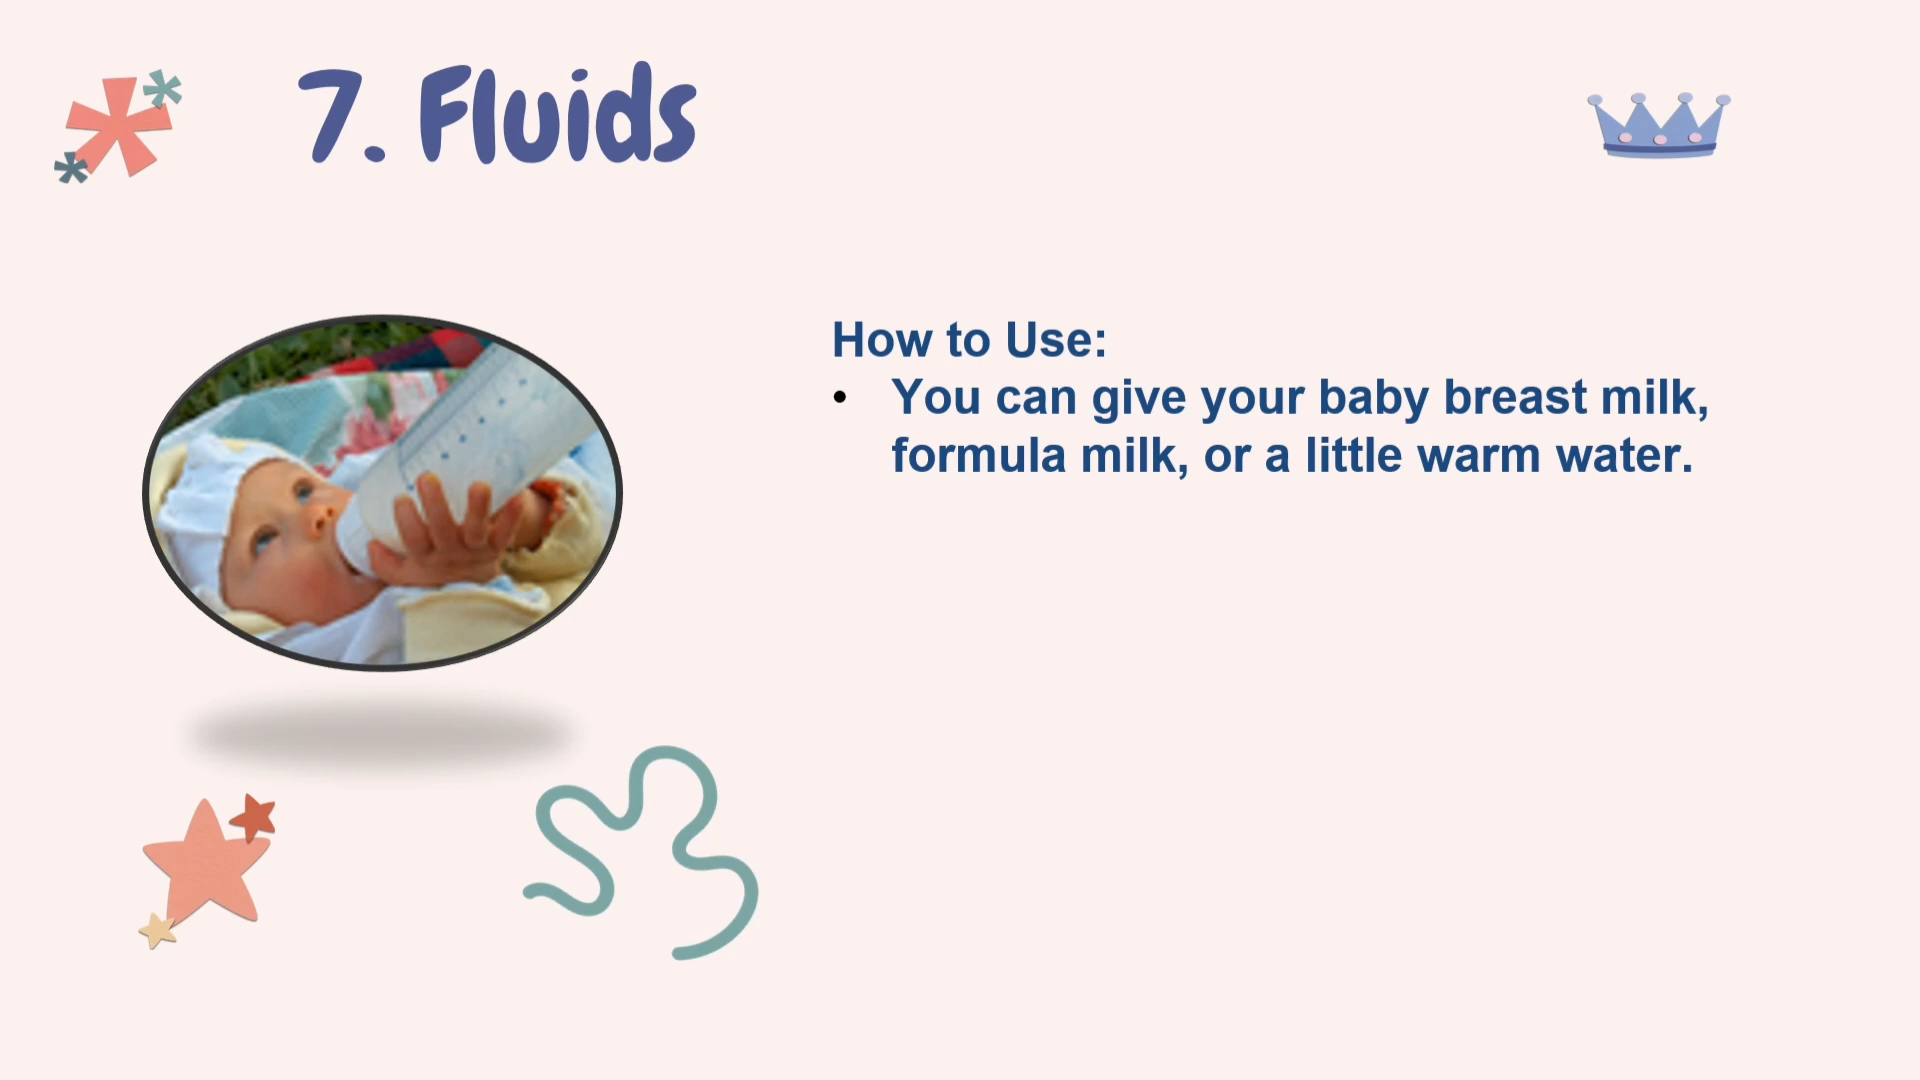 7. Fluids
How to Use:
• You can give your baby breast milk,
formula milk, or a little warm water.